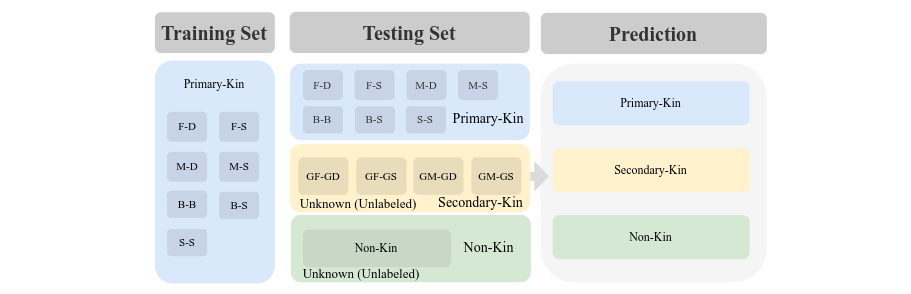 Training Set
Primary-Kin
F-D F-S
M-D M-S
B-B B-S
S-S
Testing Set
F-D F-S M-D M-S
B-B B-S S-S Primary-Kin
GF-GD GF-GS GM-GD GM-GS
Unknown (Unlabeled) Secondary-Kin
Non-Kin Non-Kin
Unknown (Unlabeled)
Prediction
Primary-Kin
Secondary-Kin
Non-Kin